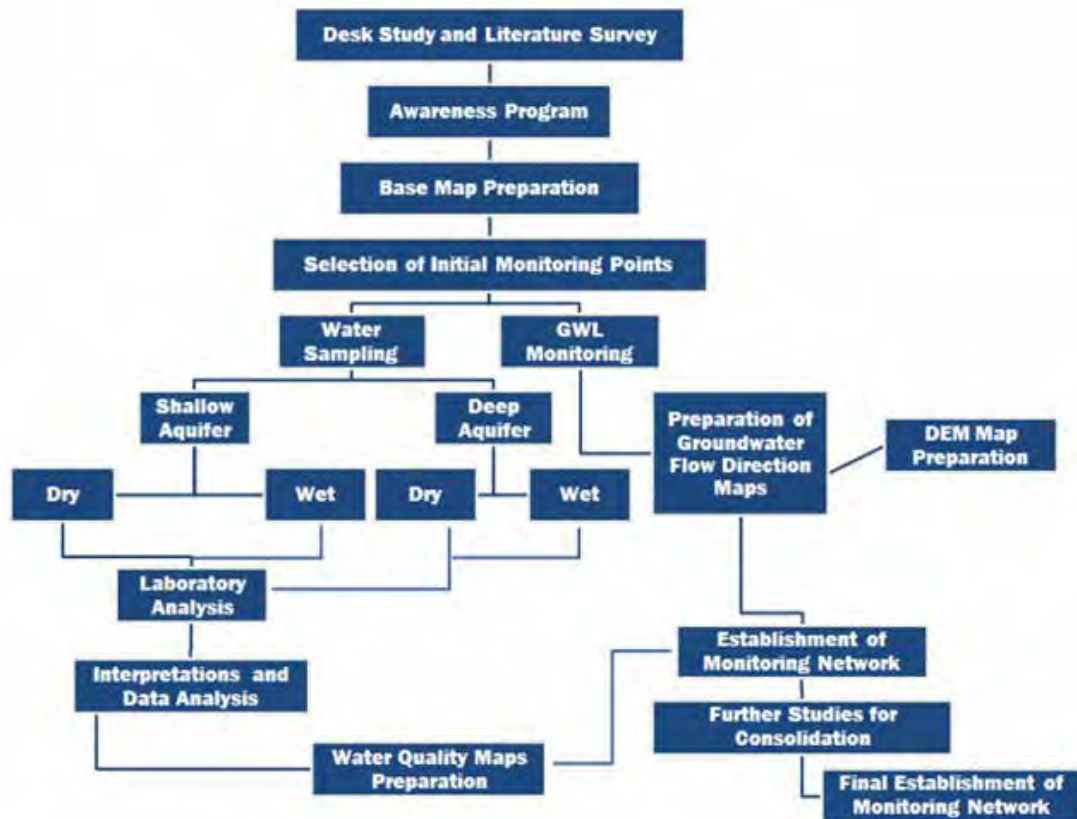 Desk Study and Literature Survey
Awareness Program
Base Map Preparation
Selection of Initial Monitoring Points
Water
Sampling
GWL
Monitoring
Shallow
Aquifer
Deep
Aquifer
Preparation of
Groundwater
Flow Direction
Maps
DEM Map
Preparation
Dry
Wet
Dry
Wet
Laboratory
Analysis
Establishment of
Monitoring Network
Interpretations and
Data Analysis
Further Studies for
Consolidation
Water Quality Maps
Preparation
Final Establishment of
Monitoring Network